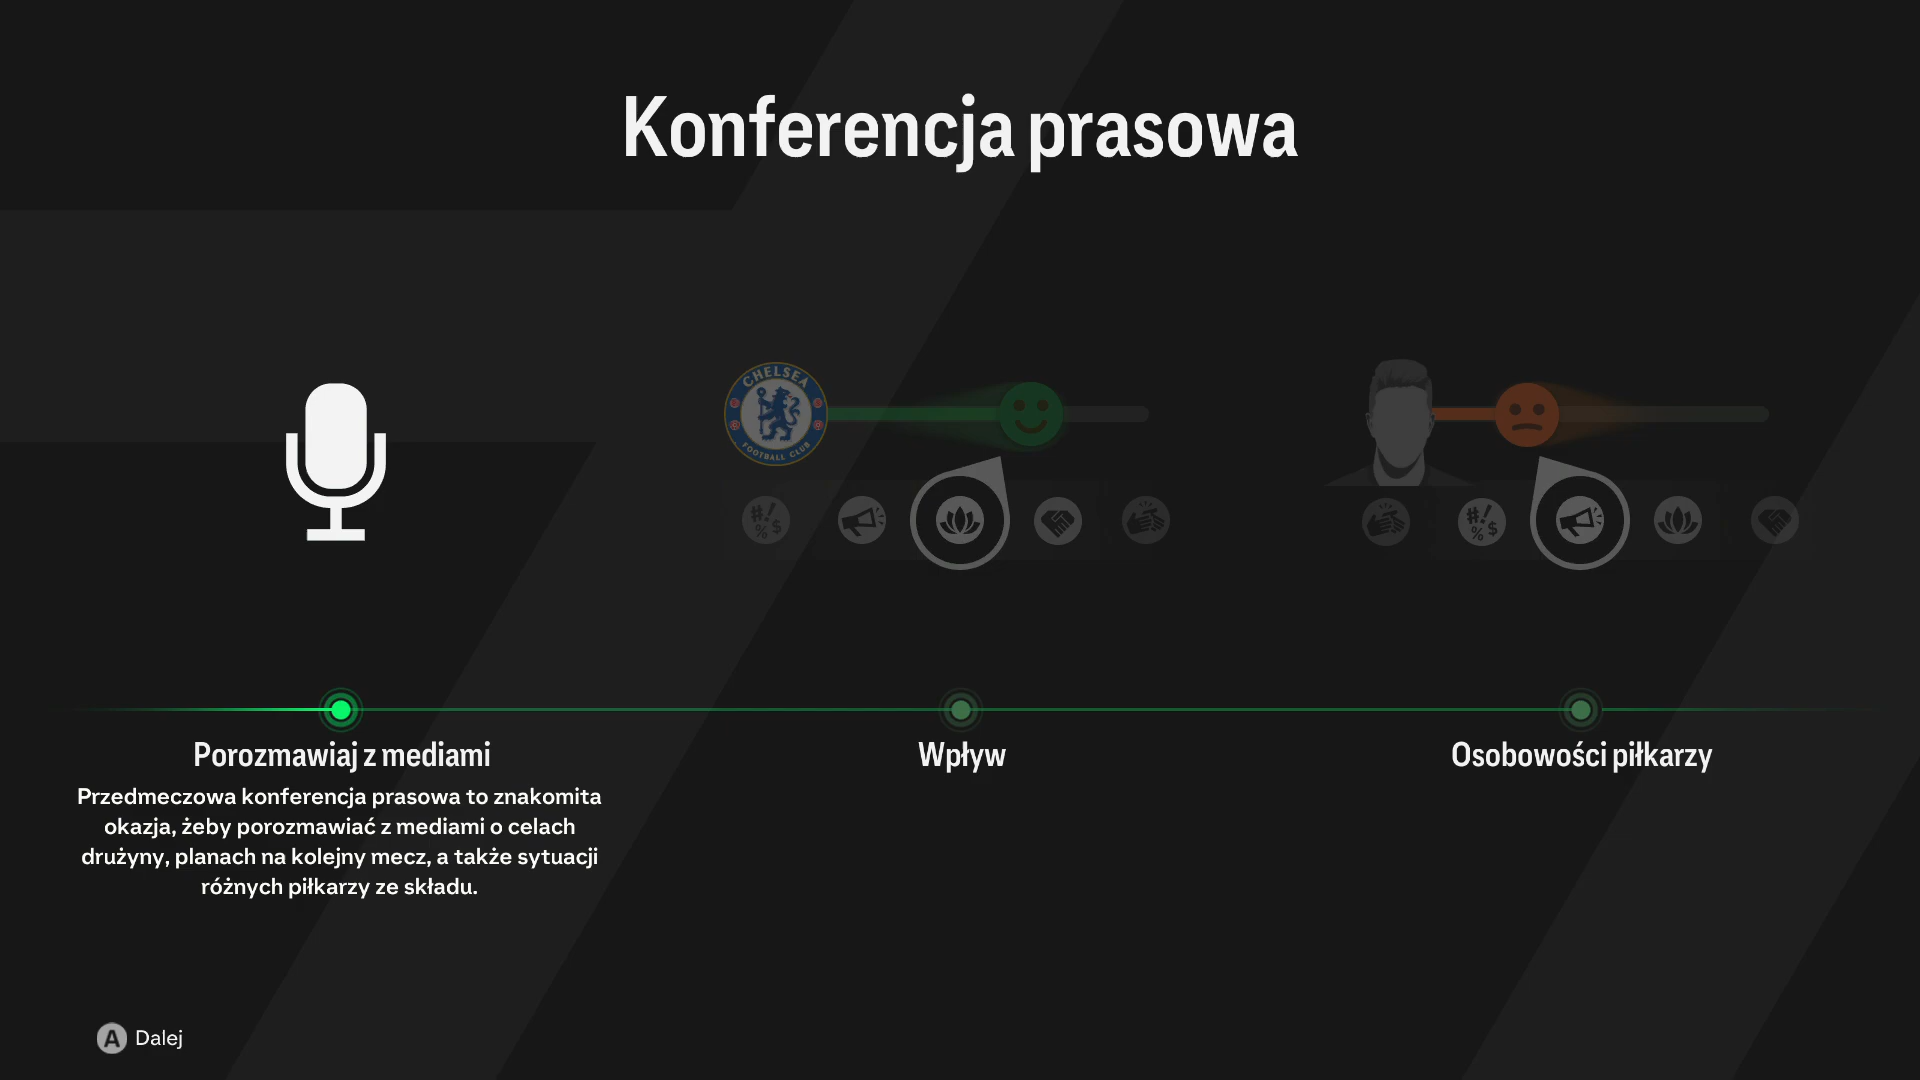 Konferencja prasowa
CHELSEA
FOOTBALL CLUB
#!
%$
#!
%$
Porozmawiaj z mediami
Przedmeczowa konferencja prasowa to znakomita
okazja, żeby porozmawiać z mediami o celach
drużyny, planach na kolejny mecz, a także sytuacji
różnych piłkarzy ze składu.
Wpływ
Osobowości piłkarzy
A Dalej